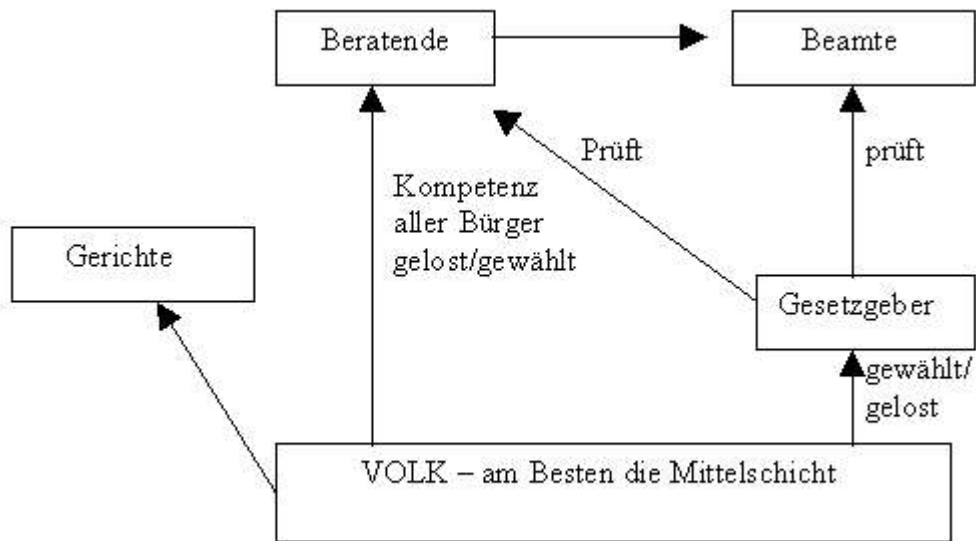 Beratende
Beamte
Prüft
prüft
Kompetenz
aller Bürger
gelost/gewählt
Gerichte
Gesetzgeber
gewählt/
gelost
VOLK – am Besten die Mittelschicht